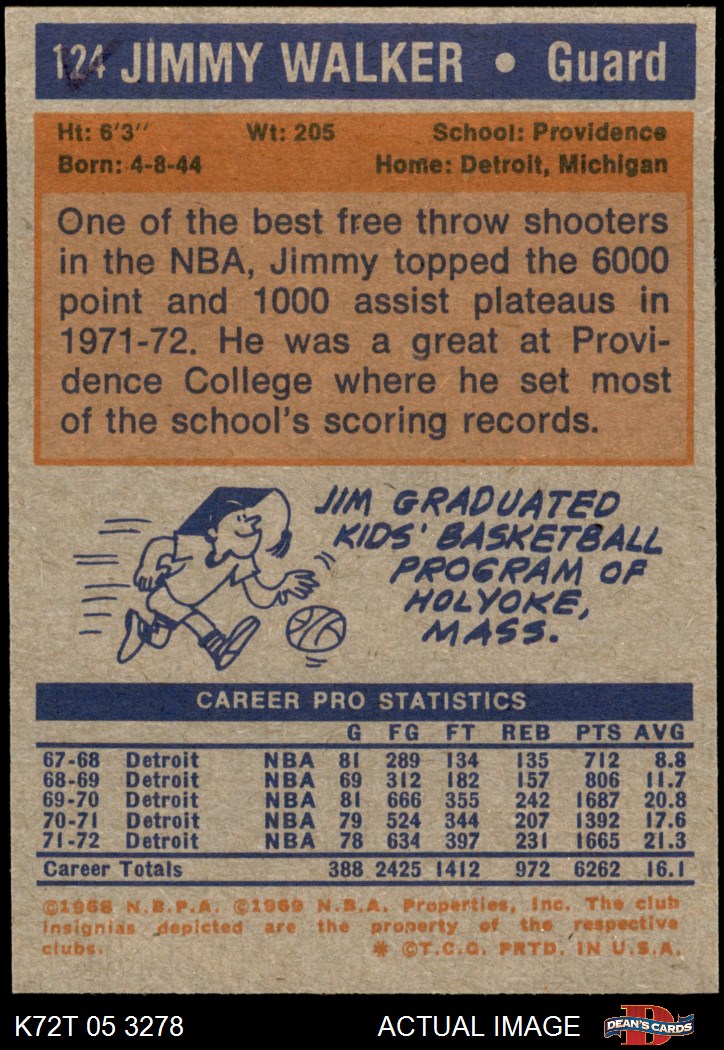 124 JIMMY WALKER • Guard
Ht: 6'3" Wt: 205 School: Providence
Born: 4-8-44 Home: Detroit, Michigan
One of the best free throw shooters
in the NBA, Jimmy topped the 6000
point and 1000 assist plateaus in
1971-72. He was a great at Provi-
dence College where he set most
of the school's scoring records.
JIM GRADUATED
KIDS' BASKETBALL
PROGRAM OF
HOLYOKE,
MASS.
CAREER PRO STATISTICS
G FG FT REB PTS AVG
67-68 Detroit NBA 81 289 134 135 712 8.8
68-69 Detroit NBA 69 312 182 157 806 11.7
69-70 Detroit NBA 81 666 355 242 1687 20.8
70-71 Detroit NBA 79 524 344 207 1392 17.6
71-72 Detroit NBA 78 634 397 231 1665 21.3
Career Totals 388 2425 1412 972 6262 16.1
©1968 N.B.P.A. ©1969 N.B.A. Properties, Inc. The club
insignias depicted are the property of the respective
clubs. * ©T.C.G. PRTD. IN U.S.A.
K72T 05 3278 ACTUAL IMAGE D DEAN'S CARDS